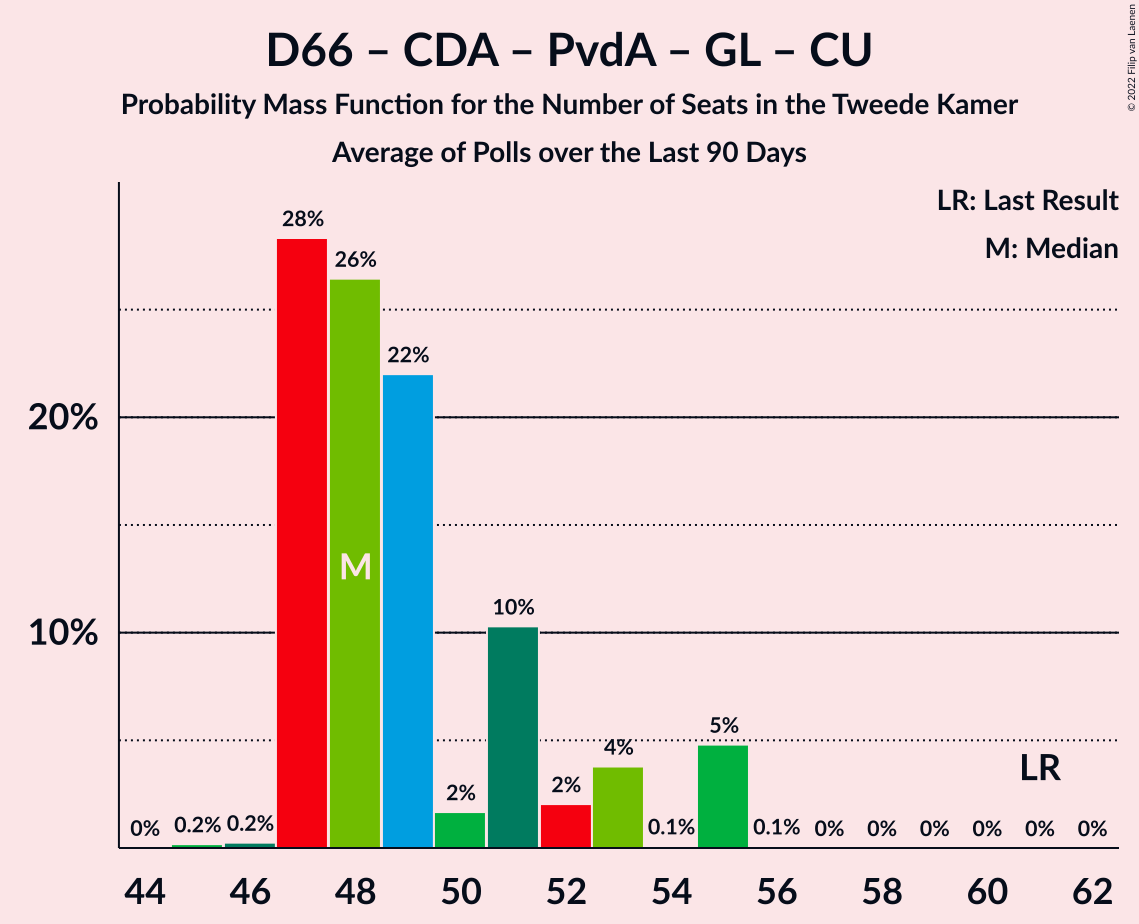 D66 – CDA – PvdA – GL – CU
Probability Mass Function for the Number of Seats in the Tweede Kamer
Average of Polls over the Last 90 Days
© 2022 Filip van Laenen
LR: Last Result
M: Median
28%
26%
22%
20%
M
10%
10%
5%
4%
LR
2%
2%
0% 0.2% 0.2% 0.1% 0.1% 0% 0% 0% 0% 0% 0%
44 46 48 50 52 54 56 58 60 62